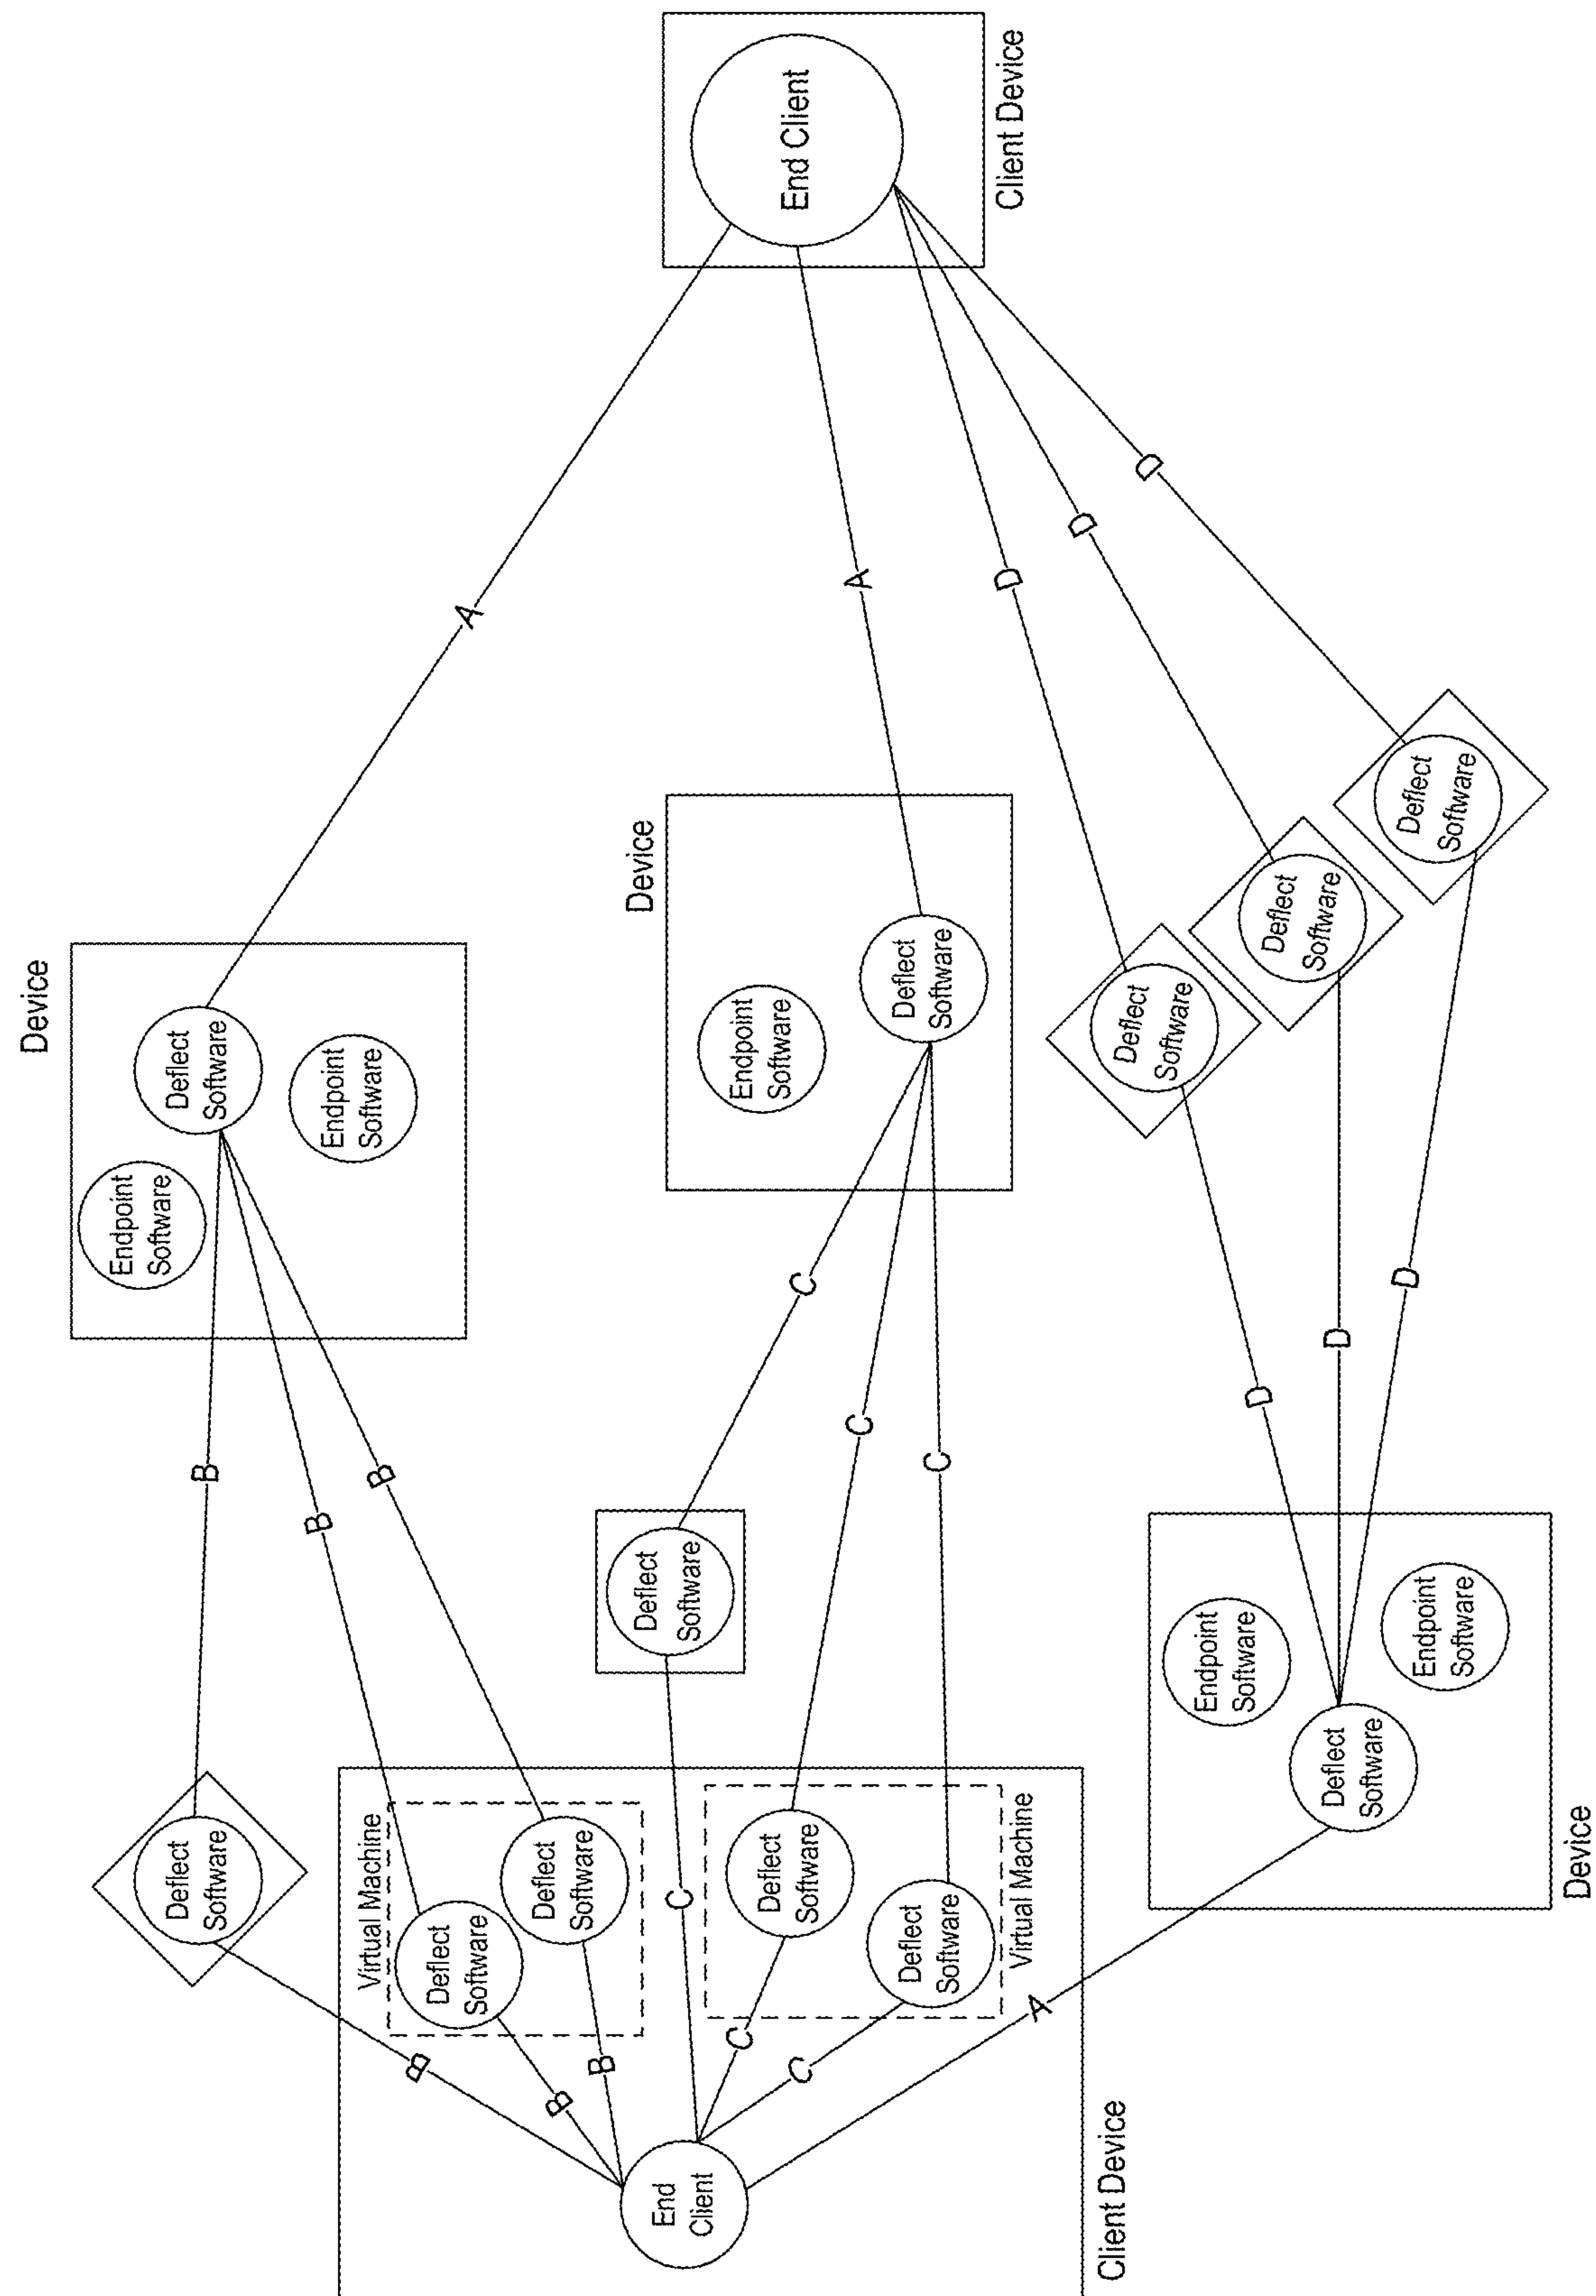 Device
Endpoint
Software
Deflect
Software
Deflect
Software
B
B
Endpoint
Software
Virtual Machine
B
B
Deflect
Software
A
B
Deflect
Software
B
Device
Deflect
Software
C
End
Client
C
Endpoint
Software
Deflect
Software
End Client
C
C
A
C
Deflect
Software
Deflect
Software
C
D
Client Device
Virtual Machine
A
D
Client Device
D
Deflect
Software
Endpoint
Software
D
Deflect
Software
D
Deflect
Software
D
Deflect
Software
Endpoint
Software
Device